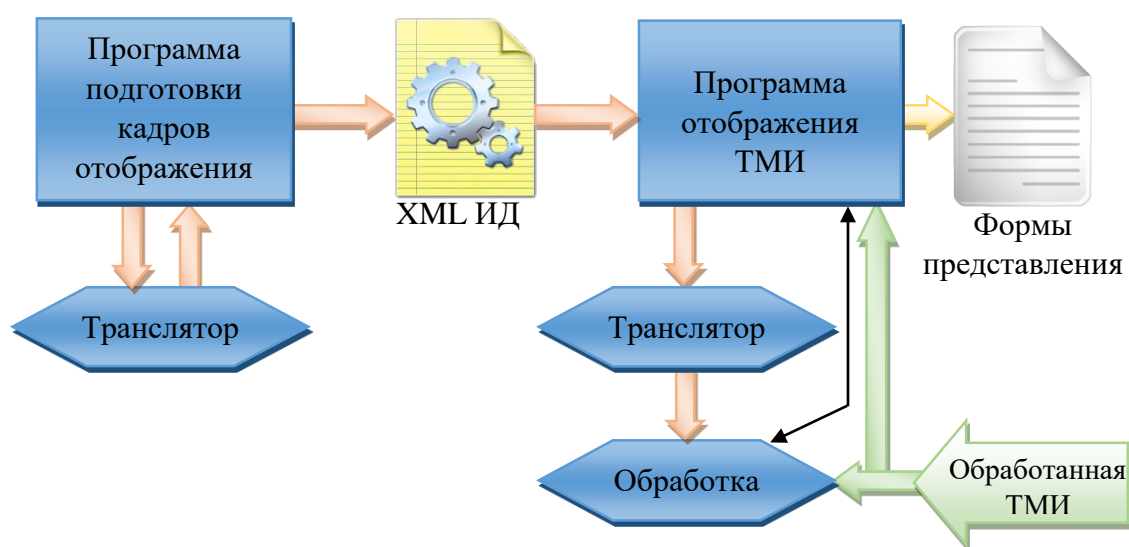 Программа
подготовки
кадров
отображения
XML ИД
Программа
отображения
ТМИ
Формы
представления
Транслятор
Транслятор
Обработка
Обработанная
ТМИ